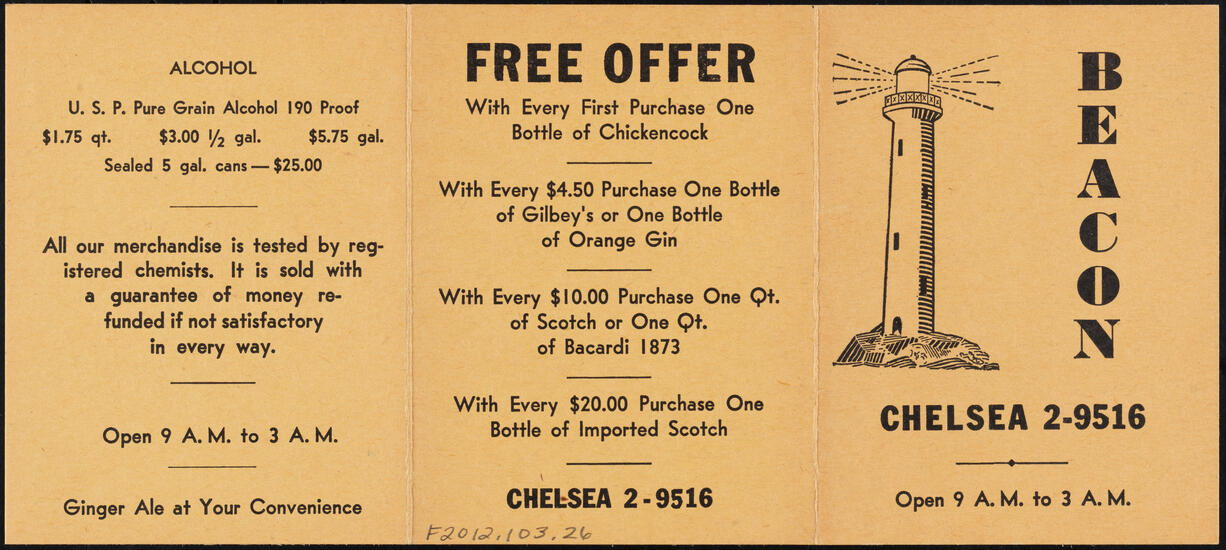 ALCOHOL
U. S. P. Pure Grain Alcohol 190 Proof
$1.75 qt. $3.00 ½ gal. $5.75 gal.
Sealed 5 gal. cans — $25.00
All our merchandise is tested by reg-
istered chemists. It is sold with
a guarantee of money re-
funded if not satisfactory
in every way.
Open 9 A. M. to 3 A. M.
Ginger Ale at Your Convenience
FREE OFFER
With Every First Purchase One
Bottle of Chickencock
With Every $4.50 Purchase One Bottle
of Gilbey's or One Bottle
of Orange Gin
With Every $10.00 Purchase One Qt.
of Scotch or One Qt.
of Bacardi 1873
With Every $20.00 Purchase One
Bottle of Imported Scotch
CHELSEA 2-9516
F2012.103.26
BEACON
CHELSEA 2-9516
Open 9 A. M. to 3 A. M.